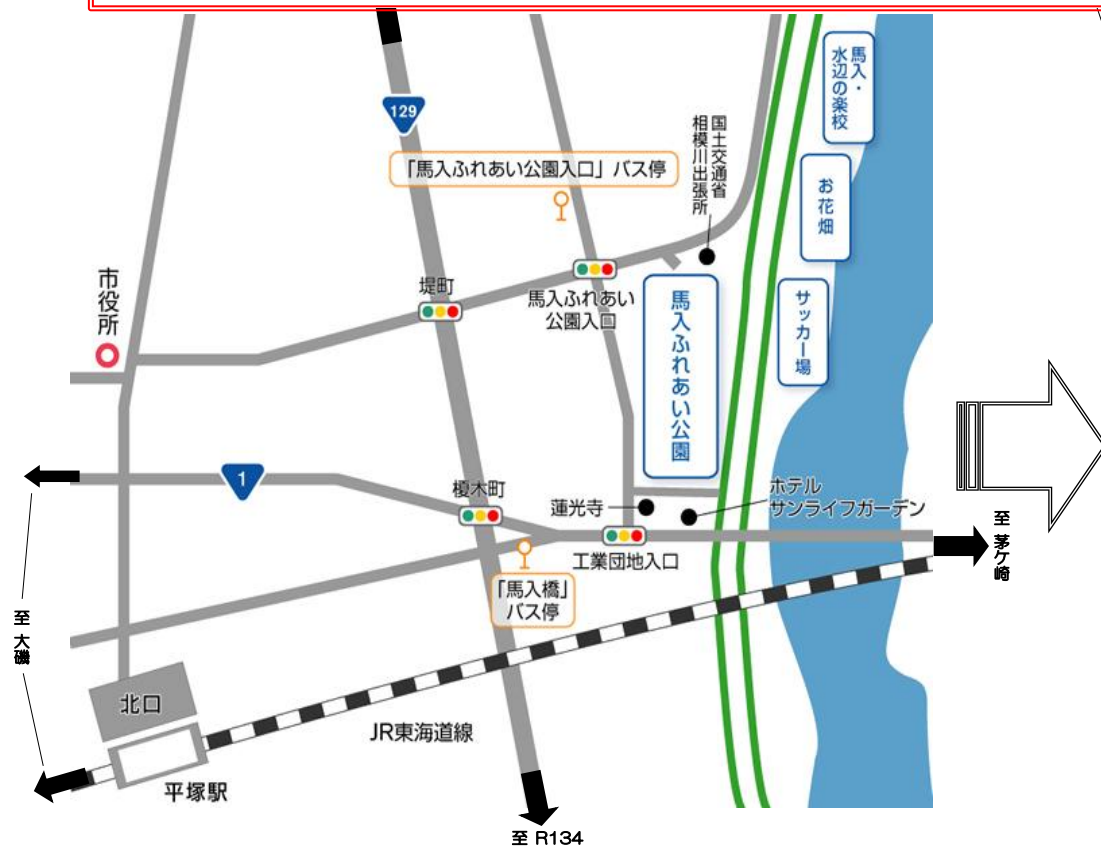 馬入・
水辺の楽校
129
国土交通省
相模川出張所
「馬入ふれあい公園入口」バス停
お花畑
市役所
堤町
馬入ふれあい
公園入口
馬入ふれあい公園
サッカー場
1
榎木町
蓮光寺
ホテル
サンライフガーデン
至 茅ケ崎
工業団地入口
「馬入橋」
バス停
至 大磯
北口
JR東海道線
平塚駅
至 R134